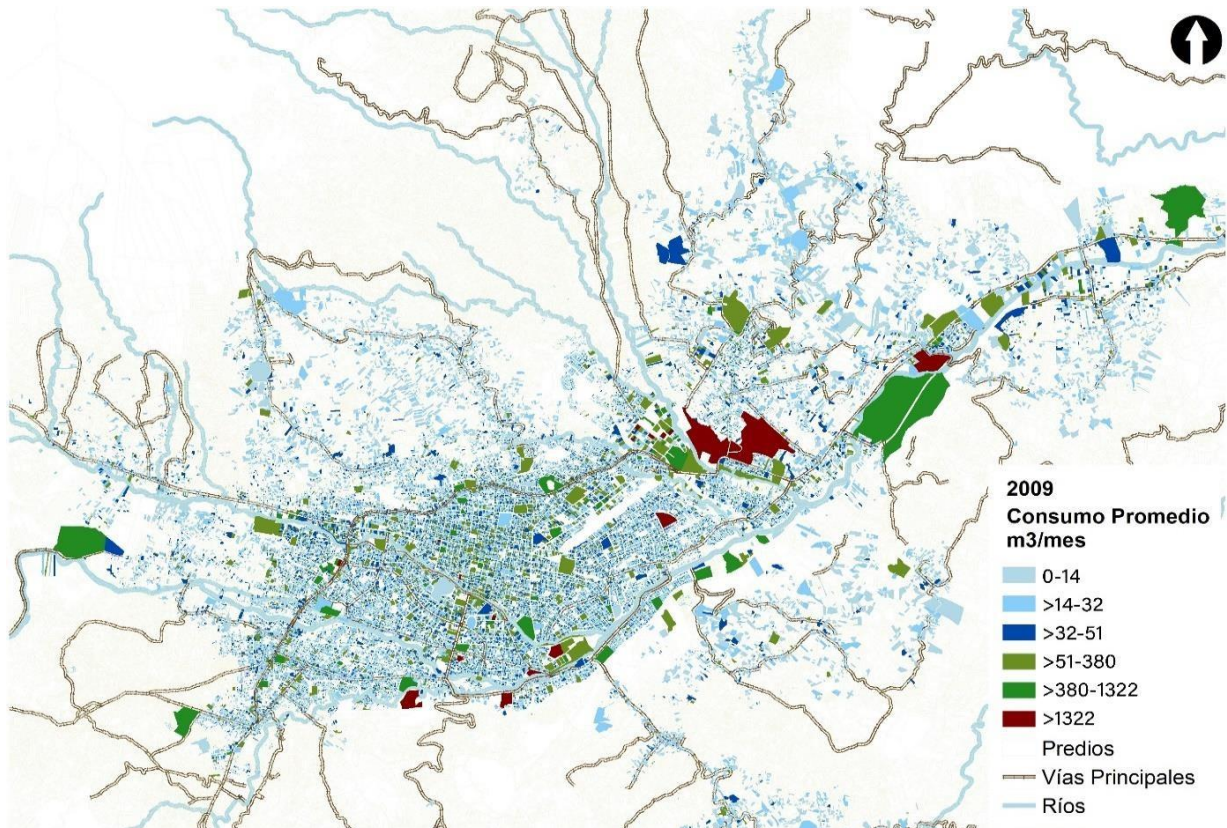 2009
Consumo Promedio
m3/mes
0-14
>14-32
>32-51
>51-380
>380-1322
>1322
Predios
Vías Principales
Ríos